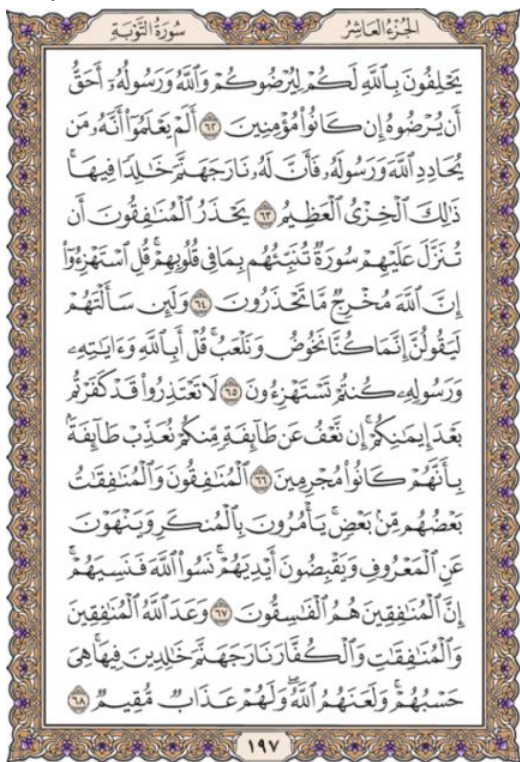 الجزء العاشر
سورة التوبة
يَحْلِفُونَ بِٱللَّهِ لَكُمْ لِيُرْضُوكُمْ وَٱللَّهُ وَرَسُولُهُۥٓ أَحَقُّ
أَن يُرْضُوهُ إِن كَانُوا۟ مُؤْمِنِينَ ٦٢ أَلَمْ يَعْلَمُوٓا۟ أَنَّهُۥ مَن
يُحَادِدِ ٱللَّهَ وَرَسُولَهُۥ فَأَنَّ لَهُۥ نَارَ جَهَنَّمَ خَـٰلِدًا فِيهَا ۚ
ذَٰلِكَ ٱلْخِزْىُ ٱلْعَظِيمُ ٦٣ يَحْذَرُ ٱلْمُنَـٰفِقُونَ أَن
تُنَزَّلَ عَلَيْهِمْ سُورَةٌ تُنَبِّئُهُم بِمَا فِى قُلُوبِهِمْ ۚ قُلِ ٱسْتَهْزِءُوٓا۟
إِنَّ ٱللَّهَ مُخْرِجٌ مَّا تَحْذَرُونَ ٦٤ وَلَئِن سَأَلْتَهُمْ
لَيَقُولُنَّ إِنَّمَا كُنَّا نَخُوضُ وَنَلْعَبُ ۚ قُلْ أَبِٱللَّهِ وَءَايَـٰتِهِۦ
وَرَسُولِهِۦ كُنتُمْ تَسْتَهْزِءُونَ ٦٥ لَا تَعْتَذِرُوا۟ قَدْ كَفَرْتُم
بَعْدَ إِيمَـٰنِكُمْ ۚ إِن نَّعْفُ عَن طَآئِفَةٍ مِّنكُمْ نُعَذِّبْ طَآئِفَةًۢ
بِأَنَّهُمْ كَانُوا۟ مُجْرِمِينَ ٦٦ ٱلْمُنَـٰفِقُونَ وَٱلْمُنَـٰفِقَـٰتُ
بَعْضُهُم مِّنۢ بَعْضٍ ۚ يَأْمُرُونَ بِٱلْمُنكَرِ وَيَنْهَوْنَ
عَنِ ٱلْمَعْرُوفِ وَيَقْبِضُونَ أَيْدِيَهُمْ ۚ نَسُوا۟ ٱللَّهَ فَنَسِيَهُمْ ۗ
إِنَّ ٱلْمُنَـٰفِقِينَ هُمُ ٱلْفَـٰسِقُونَ ٦٧ وَعَدَ ٱللَّهُ ٱلْمُنَـٰفِقِينَ
وَٱلْمُنَـٰفِقَـٰتِ وَٱلْكُفَّارَ نَارَ جَهَنَّمَ خَـٰلِدِينَ فِيهَا ۚ هِىَ
حَسْبُهُمْ ۚ وَلَعَنَهُمُ ٱللَّهُ ۖ وَلَهُمْ عَذَابٌ مُّقِيمٌ ٦٨
١٩٧